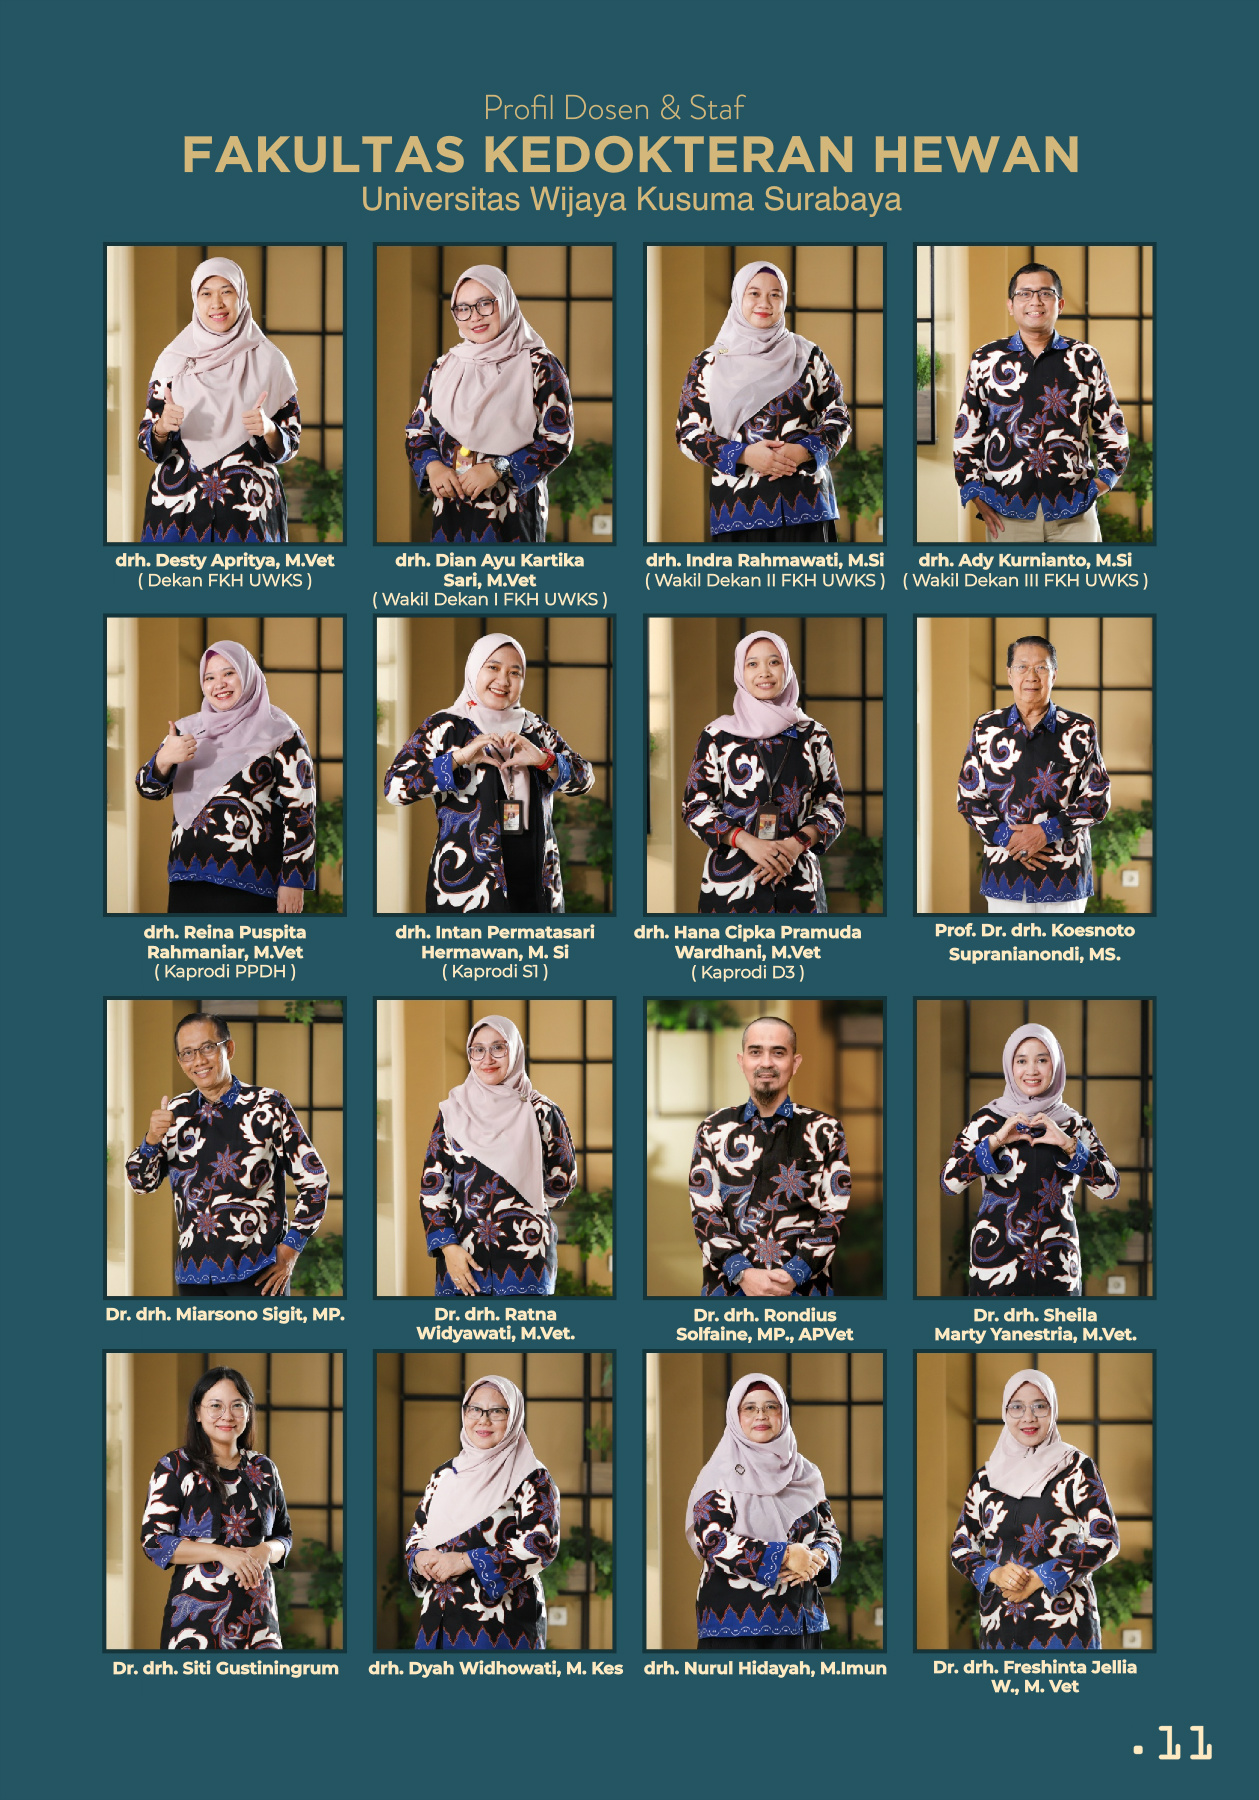 Profil Dosen & Staf
FAKULTAS KEDOKTERAN HEWAN
Universitas Wijaya Kusuma Surabaya
drh. Desty Apritya, M.Vet
( Dekan FKH UWKS )
drh. Dian Ayu Kartika
Sari, M.Vet
( Wakil Dekan I FKH UWKS )
drh. Indra Rahmawati, M.Si
( Wakil Dekan II FKH UWKS )
drh. Ady Kurnianto, M.Si
( Wakil Dekan III FKH UWKS )
drh. Reina Puspita
Rahmaniar, M.Vet
( Kaprodi PPDH )
drh. Intan Permatasari
Hermawan, M. Si
( Kaprodi S1 )
drh. Hana Cipka Pramuda
Wardhani, M.Vet
( Kaprodi D3 )
Prof. Dr. drh. Koesnoto
Supranianondi, MS.
Dr. drh. Miarsono Sigit, MP.
Dr. drh. Ratna
Widyawati, M.Vet.
Dr. drh. Rondius
Solfaine, MP., APVet
Dr. drh. Sheila
Marty Yanestria, M.Vet.
Dr. drh. Siti Gustiningrum
drh. Dyah Widhowati, M. Kes
drh. Nurul Hidayah, M.Imun
Dr. drh. Freshinta Jellia
W., M. Vet
.11